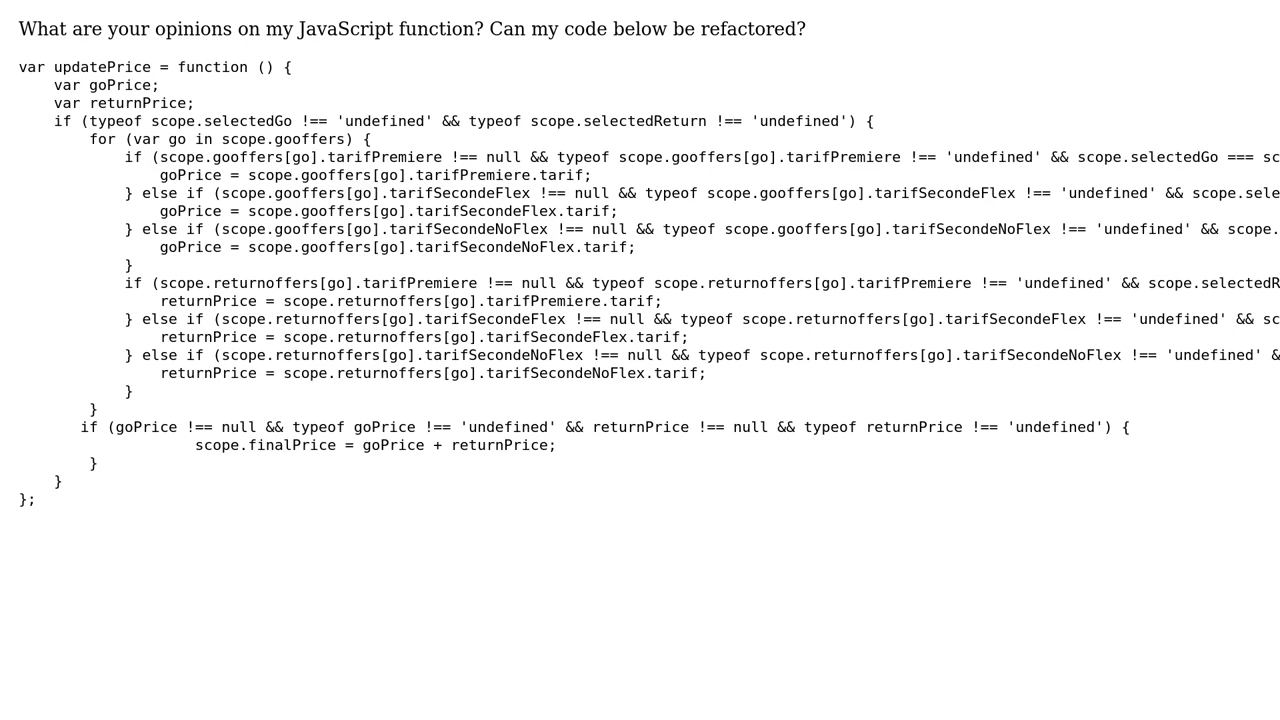 What are your opinions on my JavaScript function? Can my code below be refactored?
var updatePrice = function () {
    var goPrice;
    var returnPrice;
    if (typeof scope.selectedGo !== 'undefined' && typeof scope.selectedReturn !== 'undefined') {
        for (var go in scope.gooffers) {
            if (scope.gooffers[go].tarifPremiere !== null && typeof scope.gooffers[go].tarifPremiere !== 'undefined' && scope.selectedGo === sc
                goPrice = scope.gooffers[go].tarifPremiere.tarif;
            } else if (scope.gooffers[go].tarifSecondeFlex !== null && typeof scope.gooffers[go].tarifSecondeFlex !== 'undefined' && scope.sele
                goPrice = scope.gooffers[go].tarifSecondeFlex.tarif;
            } else if (scope.gooffers[go].tarifSecondeNoFlex !== null && typeof scope.gooffers[go].tarifSecondeNoFlex !== 'undefined' && scope.
                goPrice = scope.gooffers[go].tarifSecondeNoFlex.tarif;
            }
            if (scope.returnoffers[go].tarifPremiere !== null && typeof scope.returnoffers[go].tarifPremiere !== 'undefined' && scope.selectedR
                returnPrice = scope.returnoffers[go].tarifPremiere.tarif;
            } else if (scope.returnoffers[go].tarifSecondeFlex !== null && typeof scope.returnoffers[go].tarifSecondeFlex !== 'undefined' && sc
                returnPrice = scope.returnoffers[go].tarifSecondeFlex.tarif;
            } else if (scope.returnoffers[go].tarifSecondeNoFlex !== null && typeof scope.returnoffers[go].tarifSecondeNoFlex !== 'undefined' &
                returnPrice = scope.returnoffers[go].tarifSecondeNoFlex.tarif;
            }
        }
       if (goPrice !== null && typeof goPrice !== 'undefined' && returnPrice !== null && typeof returnPrice !== 'undefined') {
                    scope.finalPrice = goPrice + returnPrice;
        }
    }
};